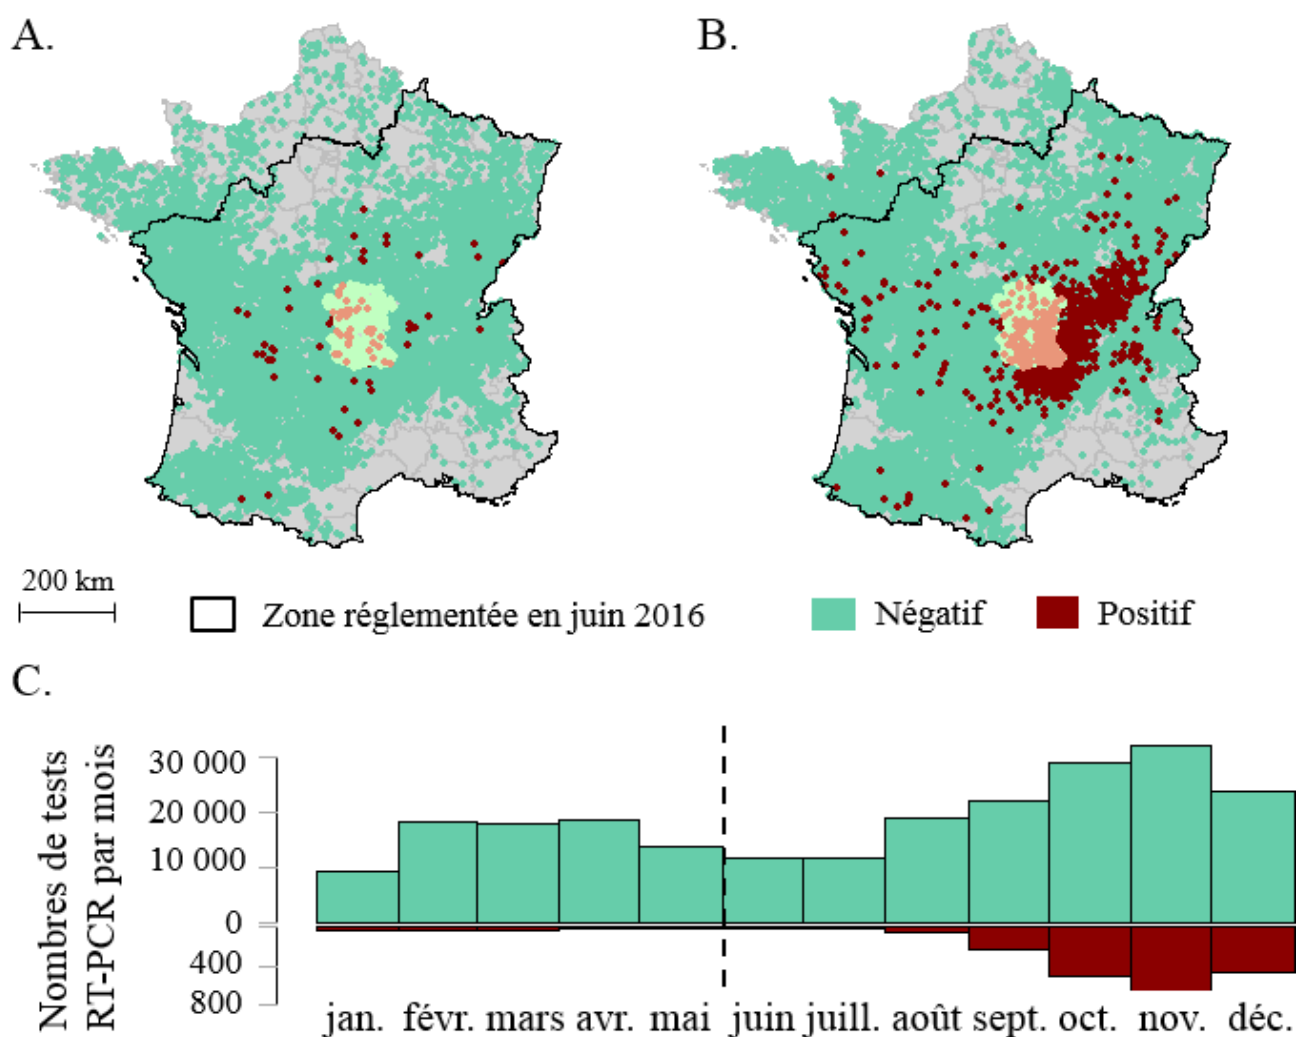 A.
B.
200 km
Zone réglementée en juin 2016
Négatif
Positif
C.
Nombres de tests
RT-PCR par mois
30 000
20 000
10 000
0
400
800
jan. févr. mars avr. mai juin juill. août sept. oct. nov. déc.